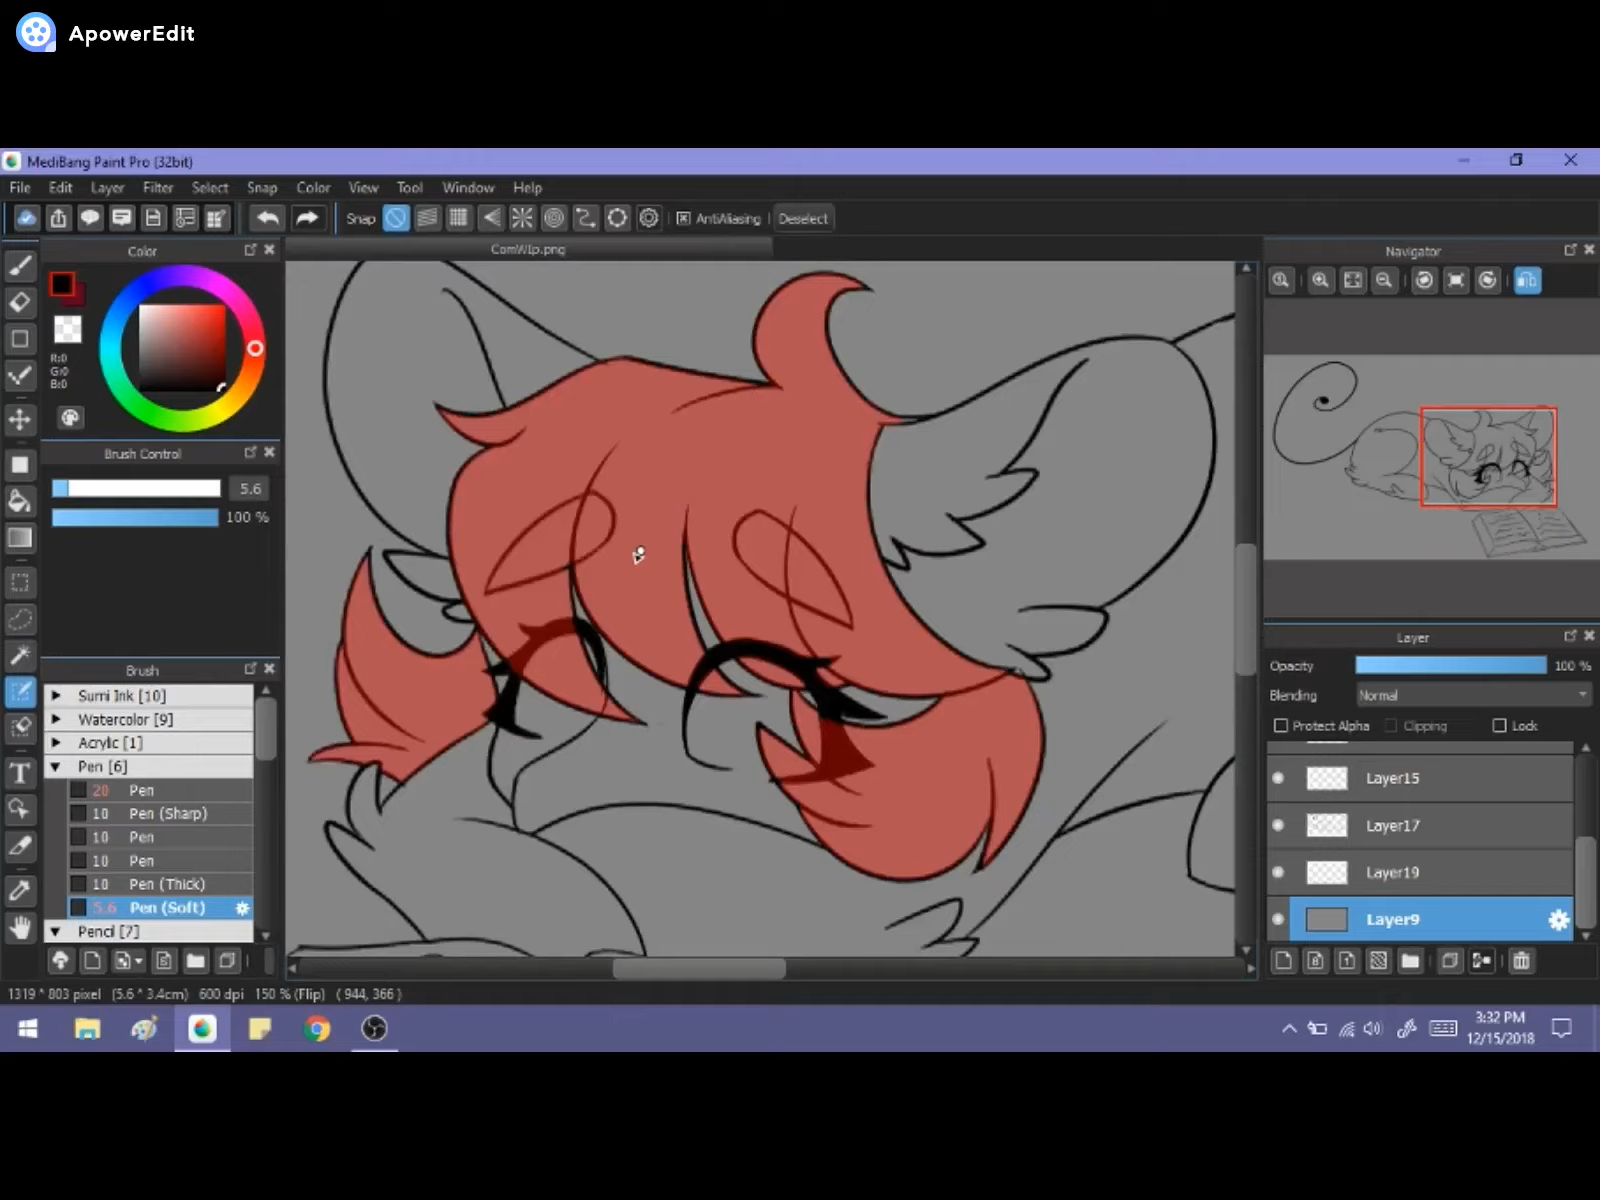 ApowerEdit
MediBang Paint Pro (32bit)
File Edit Layer Filter Select Snap Color View Tool Window Help
Snap AntiAliasing Deselect
Color
ComWIp.png
Navigator
R:0
G:0
B:0
Brush Control
5.6
100 %
Brush
Sumi Ink [10]
Watercolor [9]
Acrylic [1]
Pen [6]
20 Pen
10 Pen (Sharp)
10 Pen
10 Pen
10 Pen (Thick)
5.6 Pen (Soft)
Pencil [7]
Layer
Opacity 100 %
Blending Normal
Protect Alpha Clipping Lock
Layer15
Layer17
Layer19
Layer9
1319 * 803 pixel (5.6 * 3.4cm) 600 dpi 150 % (Flip) ( 944, 366 )
3:32 PM
12/15/2018